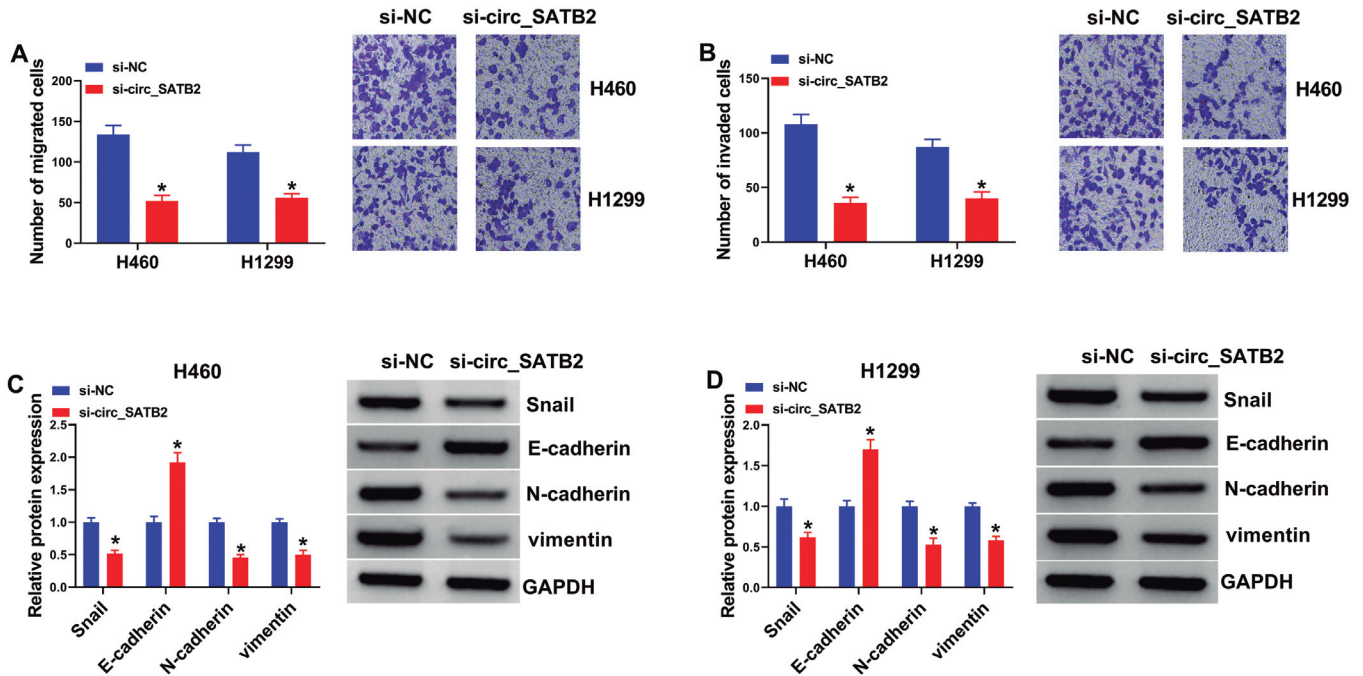 A
si-NC
si-circ_SATB2
Number of migrated cells
200
150
100
50
0
H460
H1299
si-NC si-circ_SATB2
H460
H1299
B
si-NC
si-circ_SATB2
Number of invaded cells
150
100
50
0
H460
H1299
si-NC si-circ_SATB2
H460
H1299
C
H460
si-NC
si-circ_SATB2
Relative protein expression
2.5
2.0
1.5
1.0
0.5
0.0
* * * *
Snail
E-cadherin
N-cadherin
vimentin
si-NC si-circ_SATB2
Snail
E-cadherin
N-cadherin
vimentin
GAPDH
D
H1299
si-NC
si-circ_SATB2
Relative protein expression
2.0
1.5
1.0
0.5
0.0
* * * *
Snail
E-cadherin
N-cadherin
vimentin
si-NC si-circ_SATB2
Snail
E-cadherin
N-cadherin
vimentin
GAPDH